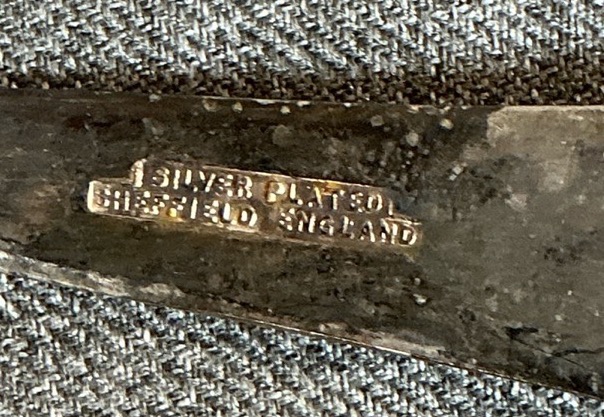 SILVER PLATED
SHEFFIELD ENGLAND